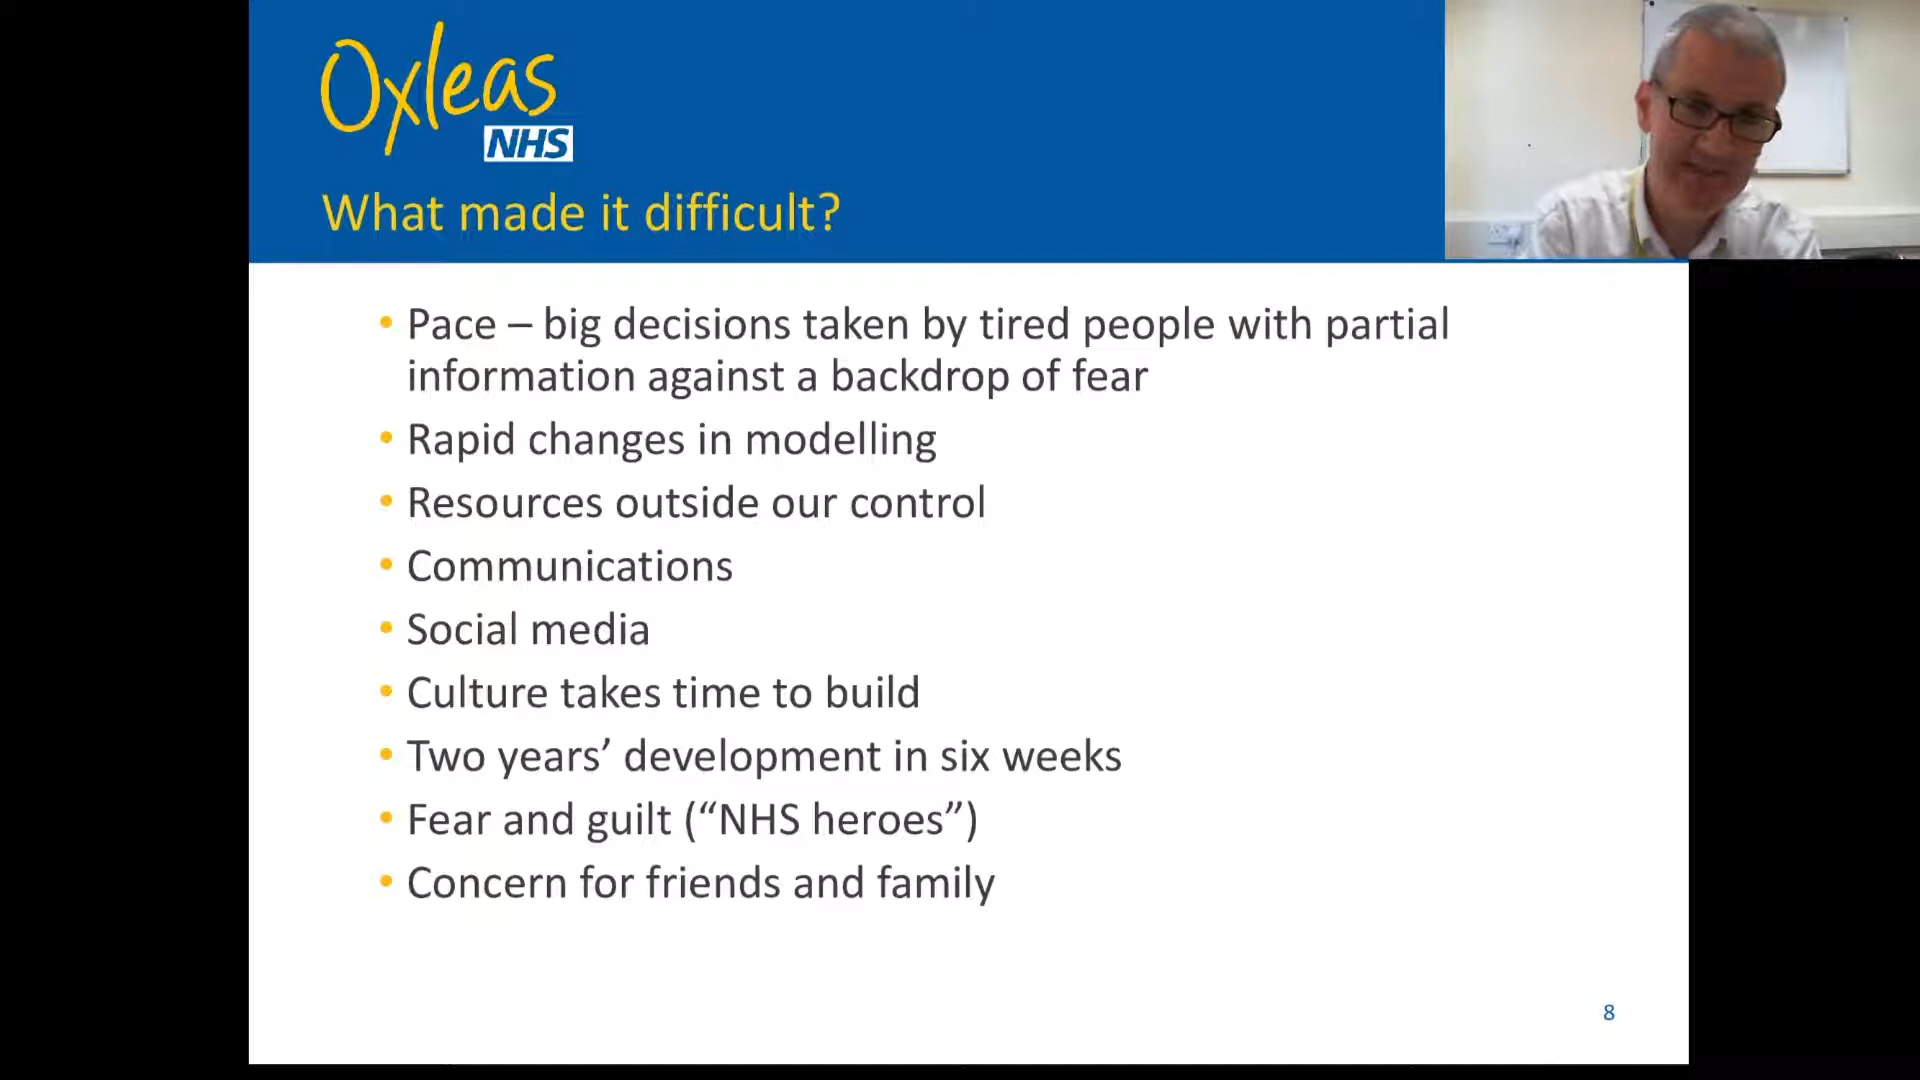 Oxleas
NHS
What made it difficult?
• Pace – big decisions taken by tired people with partial
information against a backdrop of fear
• Rapid changes in modelling
• Resources outside our control
• Communications
• Social media
• Culture takes time to build
• Two years’ development in six weeks
• Fear and guilt (“NHS heroes”)
• Concern for friends and family
8